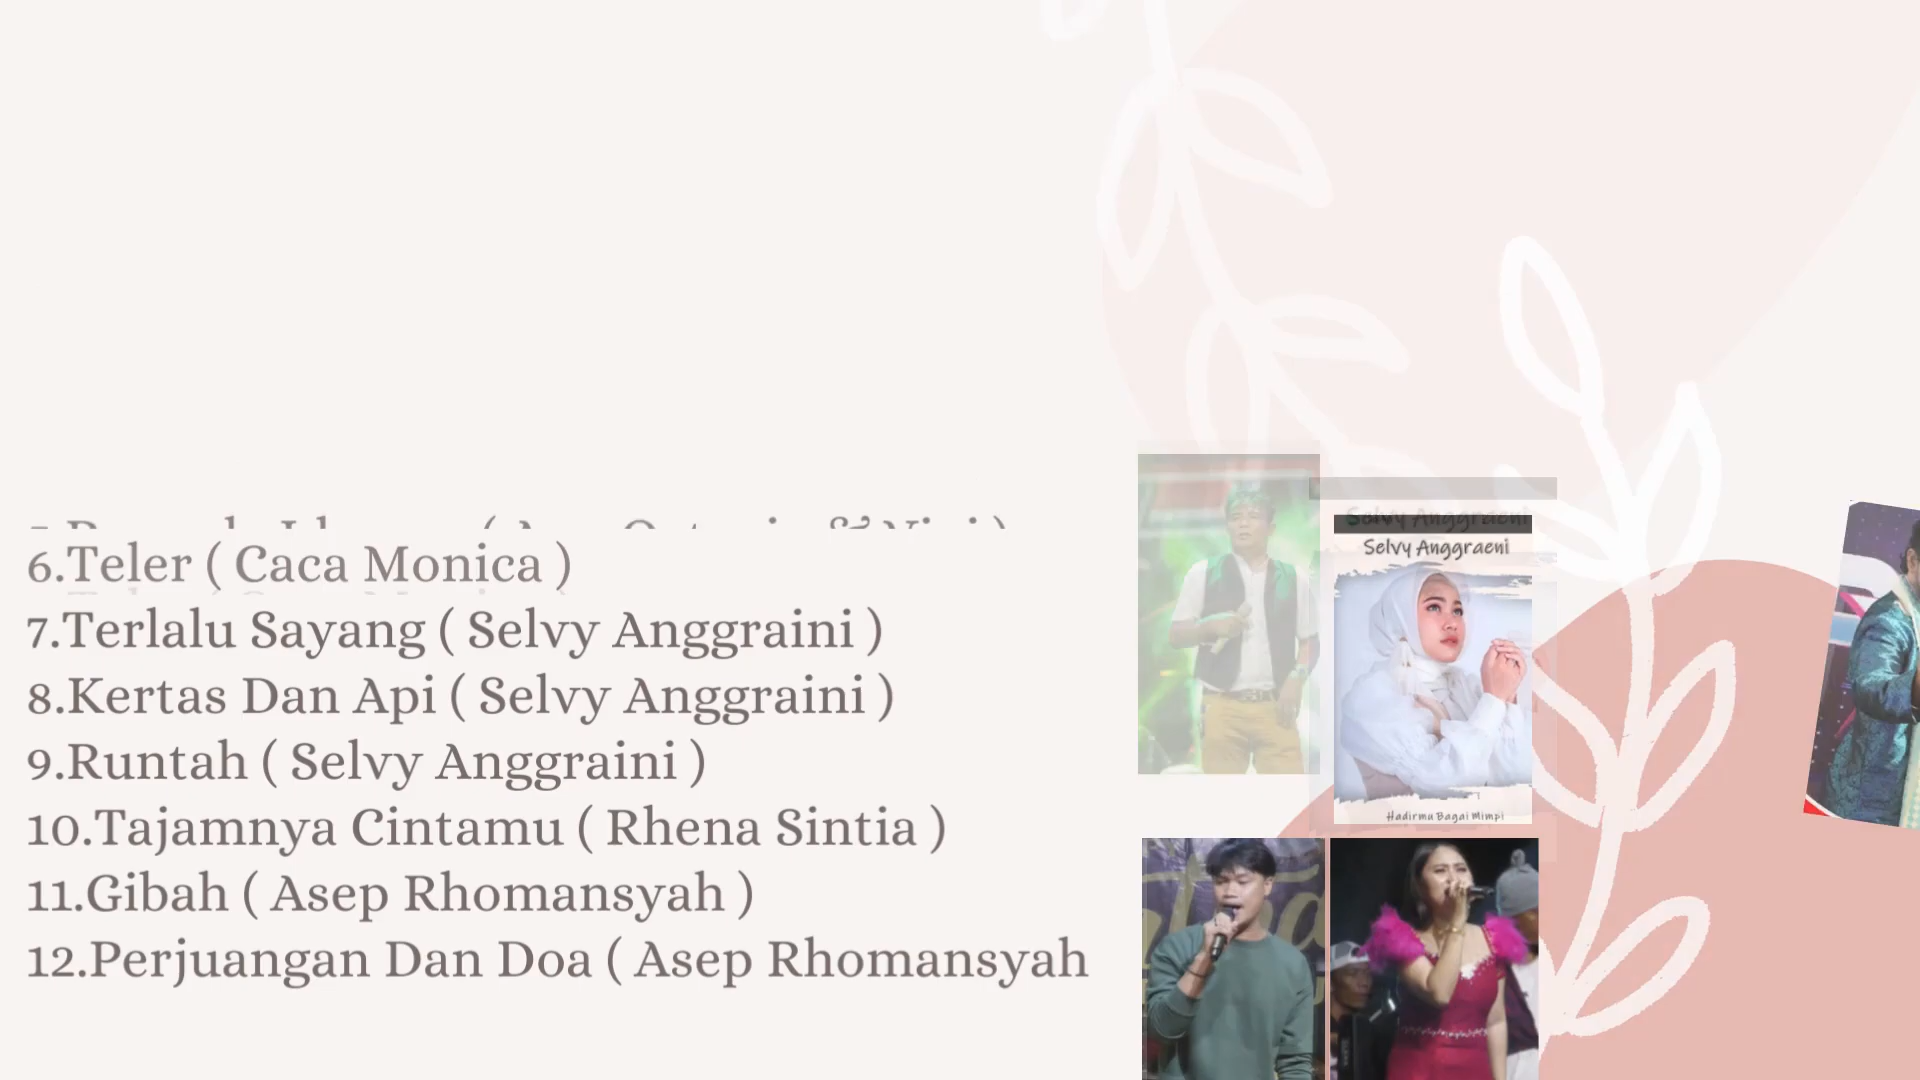 6.Teler ( Caca Monica )
7.Terlalu Sayang ( Selvy Anggraini )
8.Kertas Dan Api ( Selvy Anggraini )
9.Runtah ( Selvy Anggraini )
10.Tajamnya Cintamu ( Rhena Sintia )
11.Gibah ( Asep Rhomansyah )
12.Perjuangan Dan Doa ( Asep Rhomansyah
Selvy Anggraeni
Selvy Anggraeni
Hadirmu Bagai Mimpi